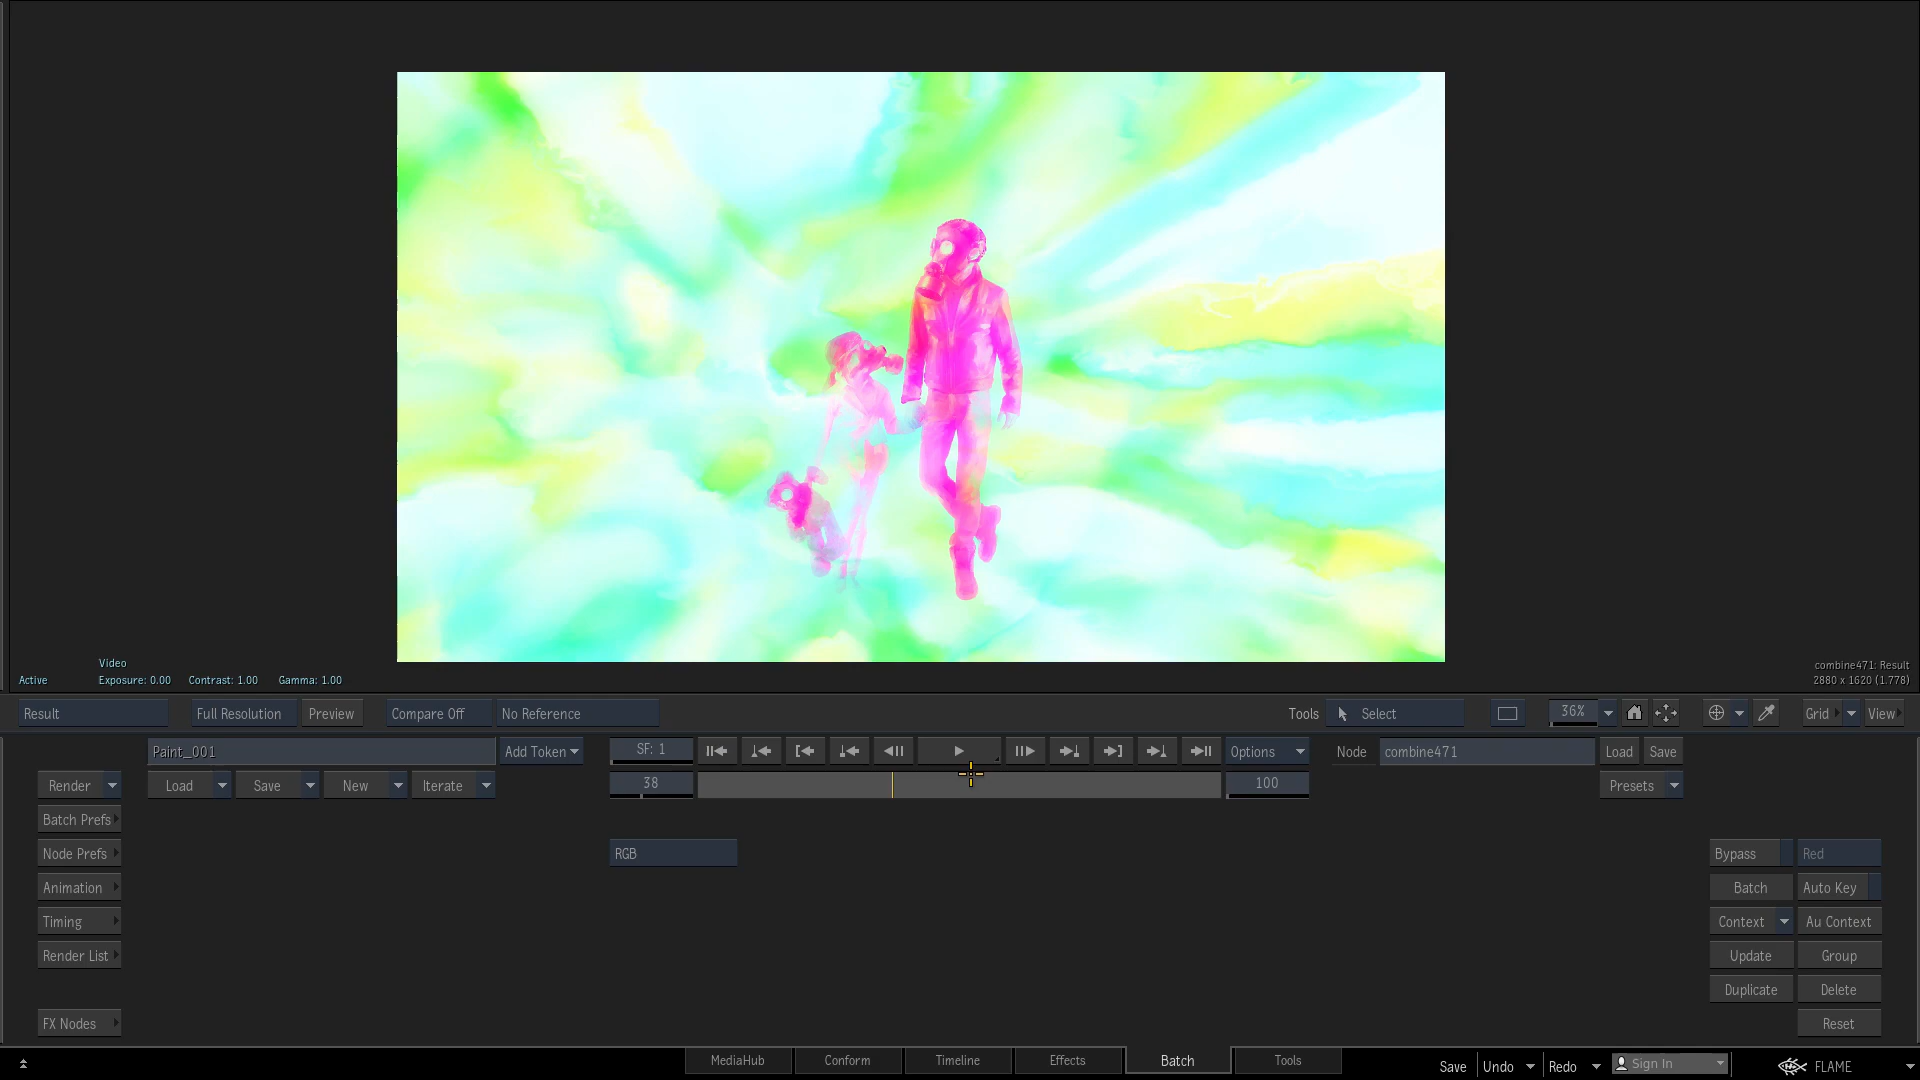 Video
Active Exposure: 0.00 Contrast: 1.00 Gamma: 1.00
combine471: Result
2880 x 1620 (1.778)
Result Full Resolution Preview Compare Off No Reference Tools Select 36% Grid View
Paint_001 Add Token SF: 1 Options Node combine471 Load Save
Render Load Save New Iterate 38 100 Presets
Batch Prefs
Node Prefs RGB Bypass Red
Animation Batch Auto Key
Timing Context Au Context
Render List Update Group
Duplicate Delete
FX Nodes Reset
MediaHub Conform Timeline Effects Batch Tools Save Undo Redo Sign In FLAME